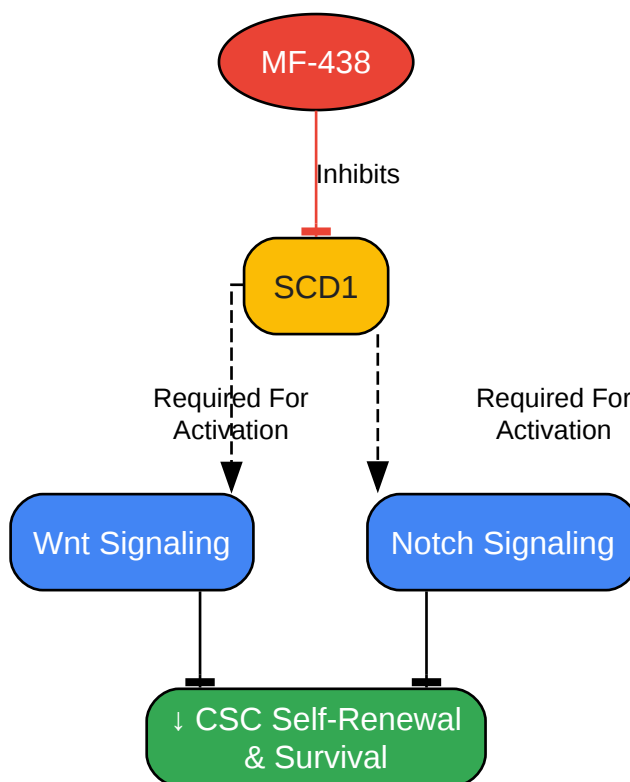 MF-438
Inhibits
SCD1
Required For
Activation
Required For
Activation
Wnt Signaling
Notch Signaling
↓ CSC Self-Renewal
& Survival